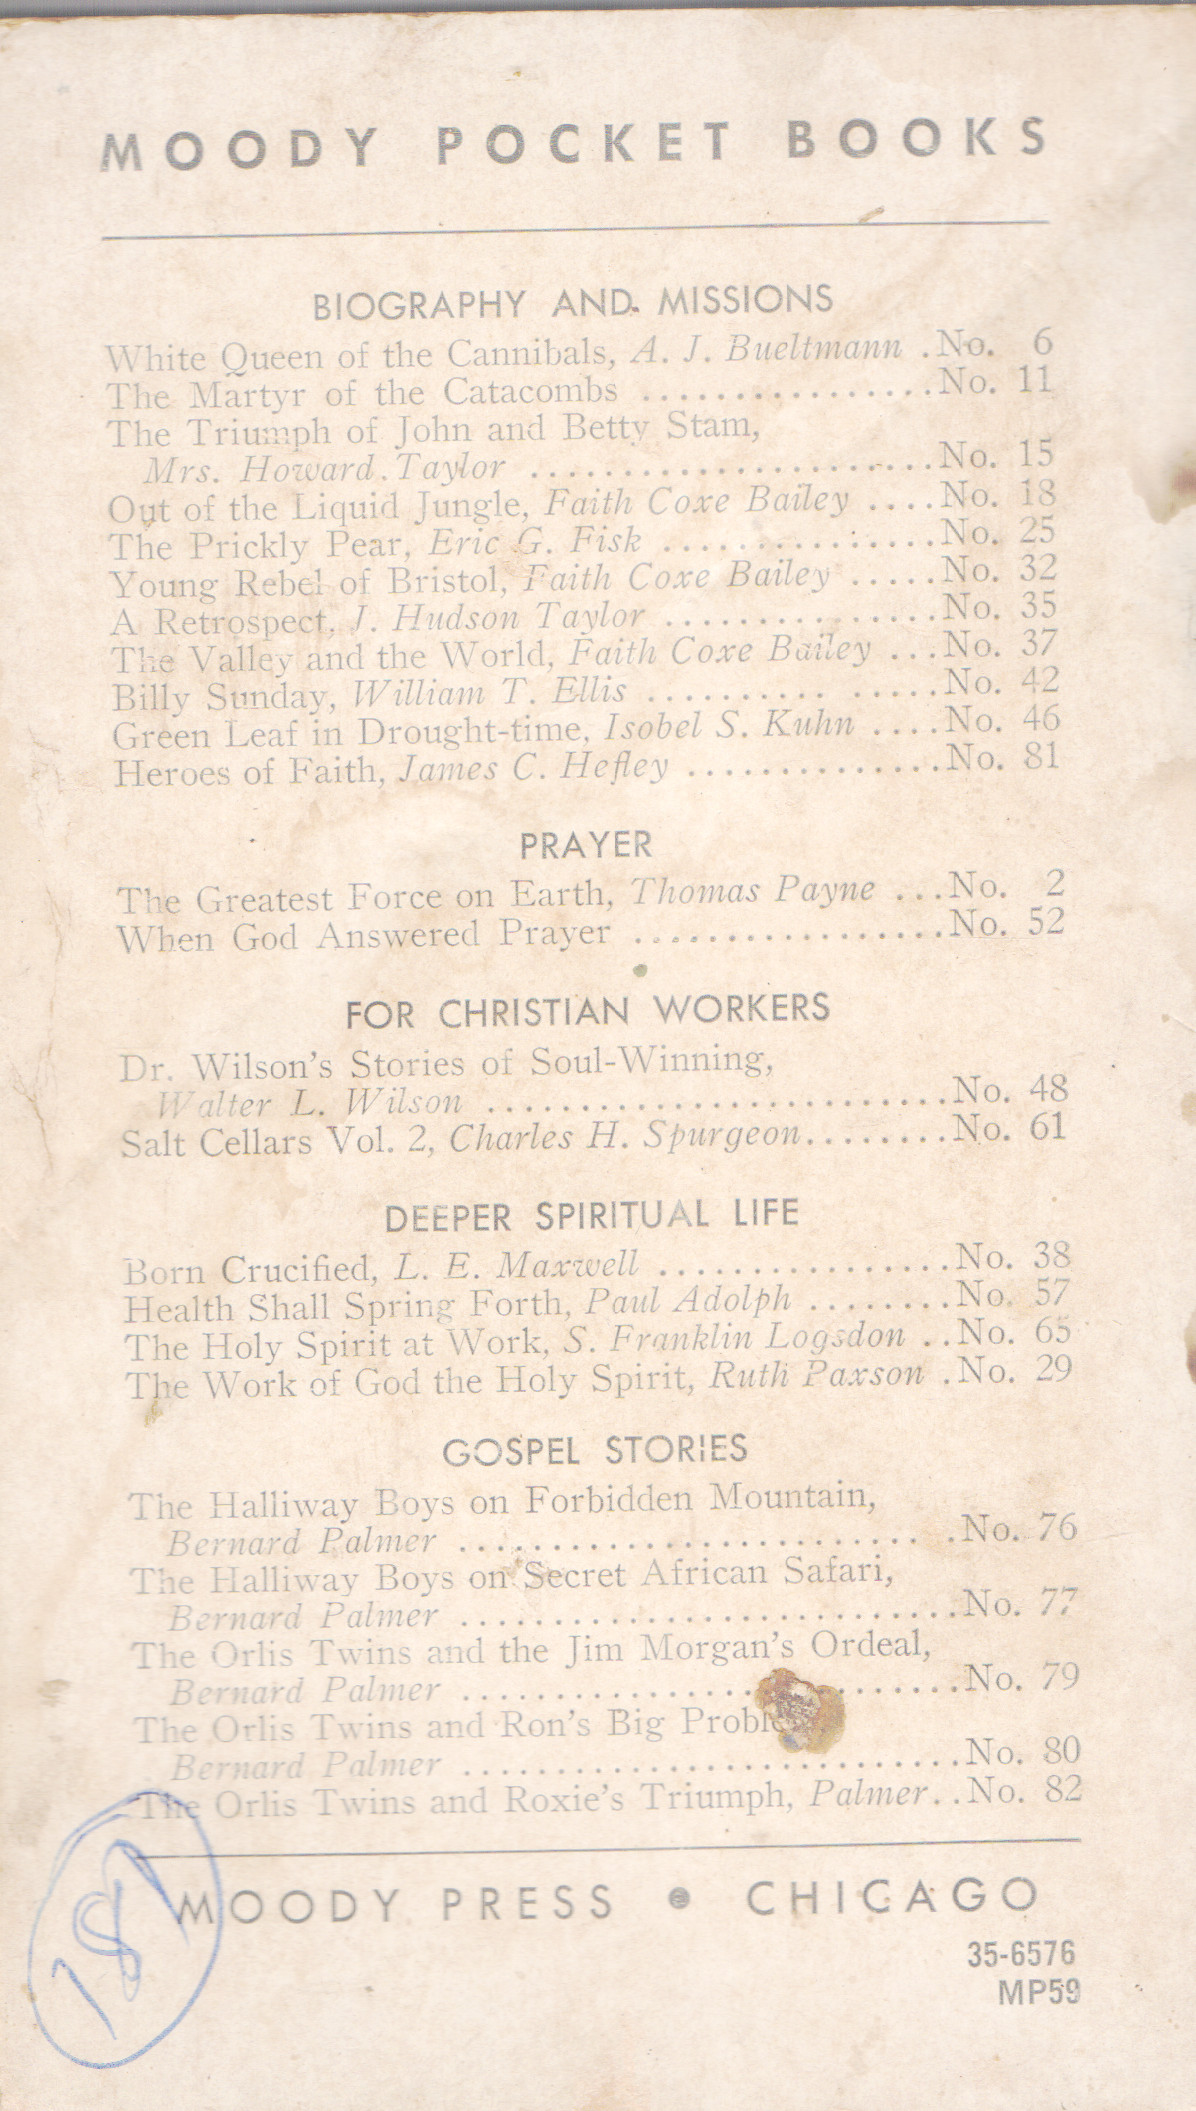 MOODY POCKET BOOKS
BIOGRAPHY AND MISSIONS
White Queen of the Cannibals, A. J. Bueltmann . No. 6
The Martyr of the Catacombs ................ No. 11
The Triumph of John and Betty Stam,
Mrs. Howard Taylor ...................... No. 15
Out of the Liquid Jungle, Faith Coxe Bailey .... No. 18
The Prickly Pear, Eric G. Fisk ............... No. 25
Young Rebel of Bristol, Faith Coxe Bailey ..... No. 32
A Retrospect, J. Hudson Taylor ............... No. 35
The Valley and the World, Faith Coxe Bailey ... No. 37
Billy Sunday, William T. Ellis ............... No. 42
Green Leaf in Drought-time, Isobel S. Kuhn .... No. 46
Heroes of Faith, James C. Hefley .............. No. 81
PRAYER
The Greatest Force on Earth, Thomas Payne ... No. 2
When God Answered Prayer ................. No. 52
FOR CHRISTIAN WORKERS
Dr. Wilson's Stories of Soul-Winning,
Walter L. Wilson ......................... No. 48
Salt Cellars Vol. 2, Charles H. Spurgeon........ No. 61
DEEPER SPIRITUAL LIFE
Born Crucified, L. E. Maxwell ................ No. 38
Health Shall Spring Forth, Paul Adolph ........ No. 57
The Holy Spirit at Work, S. Franklin Logsdon .. No. 65
The Work of God the Holy Spirit, Ruth Paxson . No. 29
GOSPEL STORIES
The Halliway Boys on Forbidden Mountain,
Bernard Palmer ........................... No. 76
The Halliway Boys on Secret African Safari,
Bernard Palmer ........................... No. 77
The Orlis Twins and the Jim Morgan's Ordeal,
Bernard Palmer ........................... No. 79
The Orlis Twins and Ron's Big Proble
Bernard Palmer ........................... No. 80
The Orlis Twins and Roxie's Triumph, Palmer.. No. 82
MOODY PRESS • CHICAGO
35-6576
MP59
187